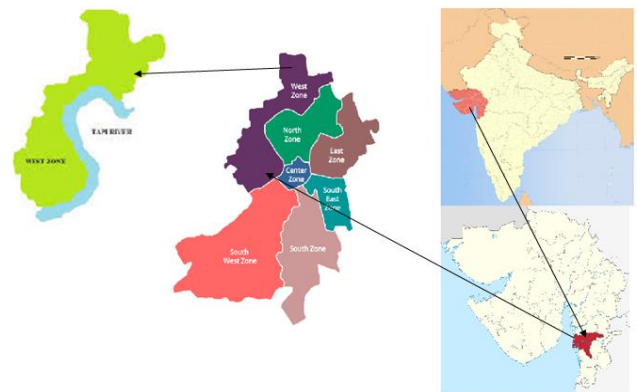 TAPI RIVER
WEST ZONE
West
Zone
North
Zone
East
Zone
Center
Zone
South
East
Zone
South
West Zone
South Zone